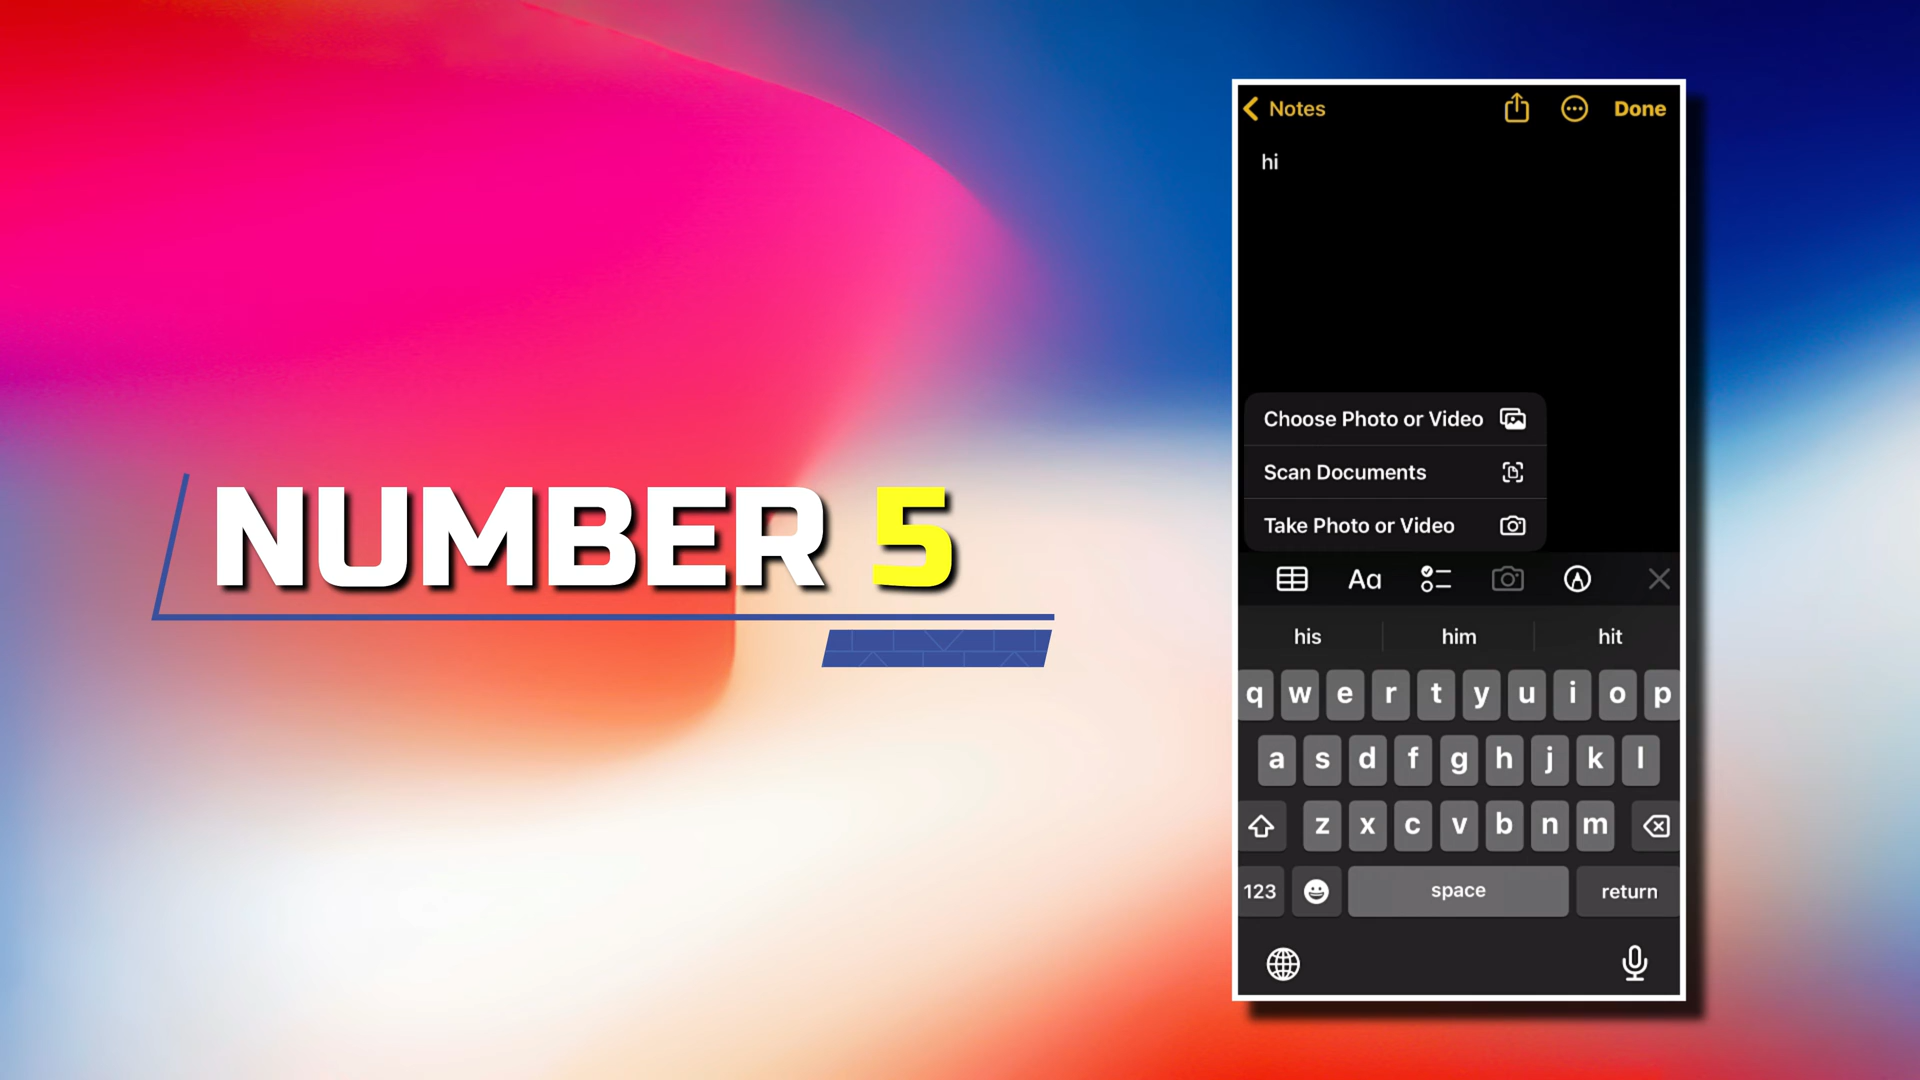 NUMBER 5
Notes Done
hi
Choose Photo or Video
Scan Documents
Take Photo or Video
Aa
his him hit
q w e r t y u i o p
a s d f g h j k l
z x c v b n m
123 space return